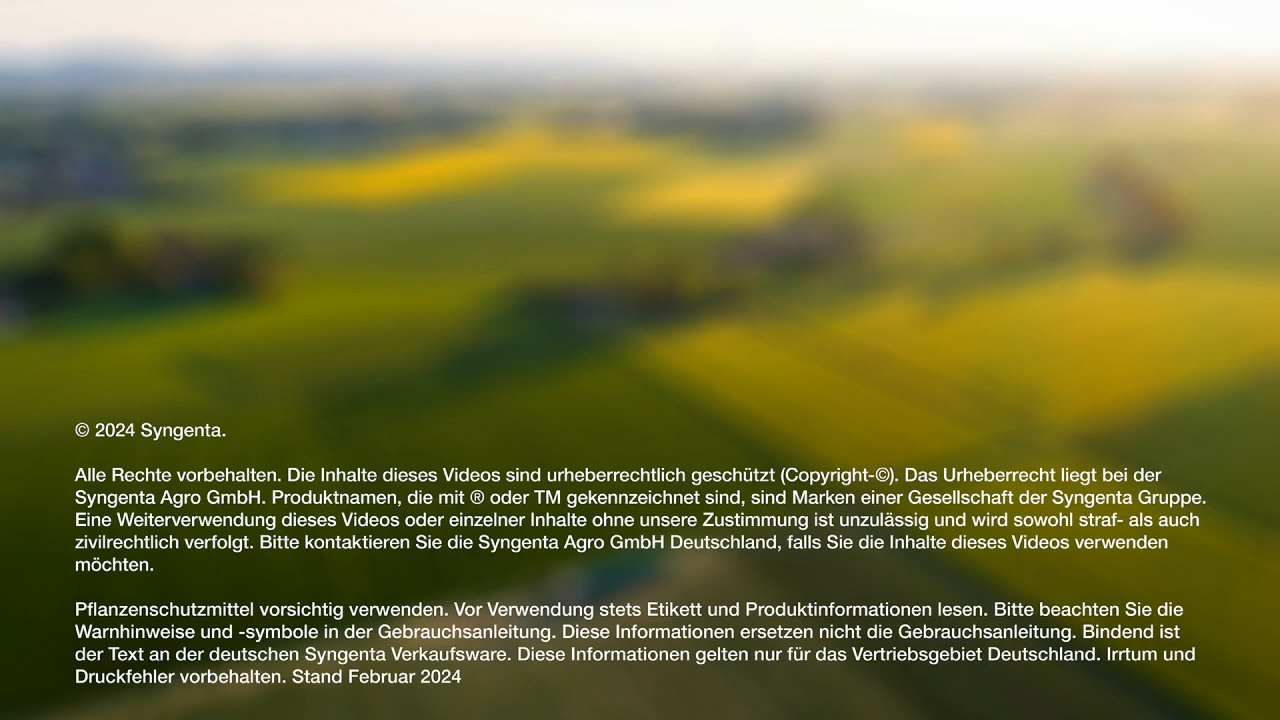 © 2024 Syngenta.
Alle Rechte vorbehalten. Die Inhalte dieses Videos sind urheberrechtlich geschützt (Copyright-©). Das Urheberrecht liegt bei der
Syngenta Agro GmbH. Produktnamen, die mit ® oder TM gekennzeichnet sind, sind Marken einer Gesellschaft der Syngenta Gruppe.
Eine Weiterverwendung dieses Videos oder einzelner Inhalte ohne unsere Zustimmung ist unzulässig und wird sowohl straf- als auch
zivilrechtlich verfolgt. Bitte kontaktieren Sie die Syngenta Agro GmbH Deutschland, falls Sie die Inhalte dieses Videos verwenden
möchten.
Pflanzenschutzmittel vorsichtig verwenden. Vor Verwendung stets Etikett und Produktinformationen lesen. Bitte beachten Sie die
Warnhinweise und -symbole in der Gebrauchsanleitung. Diese Informationen ersetzen nicht die Gebrauchsanleitung. Bindend ist
der Text an der deutschen Syngenta Verkaufsware. Diese Informationen gelten nur für das Vertriebsgebiet Deutschland. Irrtum und
Druckfehler vorbehalten. Stand Februar 2024